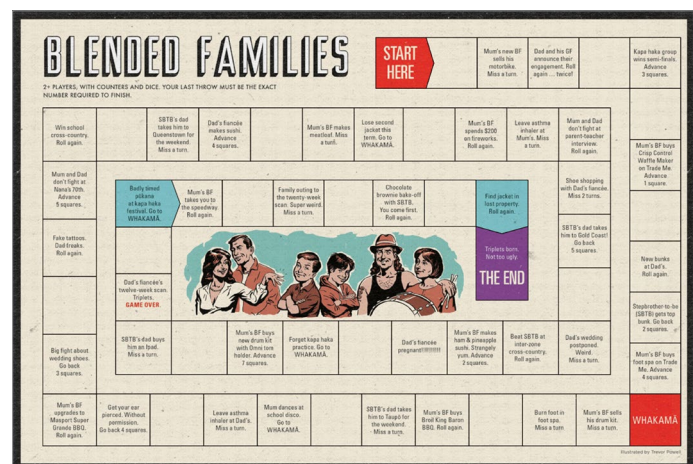 BLENDED FAMILIES
2+ PLAYERS, WITH COUNTERS AND DICE. YOUR LAST THROW MUST BE THE EXACT
NUMBER REQUIRED TO FINISH.
START
HERE
Mum's new BF
sells his
motorbike.
Miss a turn.
Dad and his GF
announce their
engagement. Roll
again ... twice!
Kapa haka group
wins semi-finals.
Advance
3 squares.
Mum's BF buys
Crisp Control
Waffle Maker
on Trade Me.
Advance
1 square.
New bunks
at Dad's.
Roll again.
Stepbrother-to-be
(SBTB) gets top
bunk. Go back
2 squares.
Mum's BF buys
foot spa on Trade
Me. Advance
4 squares.
WHAKAMĀ
Mum's BF sells
his drum kit.
Miss a turn.
Burn foot in
foot spa.
Miss a turn
Mum's BF buys
Broil King Baron
BBQ. Roll again.
SBTB's dad takes
him to Taupō for
the weekend.
Miss a turn.
Mum dances at
school disco.
Go to
WHAKAMĀ.
Leave asthma
inhaler at Dad's.
Miss a turn.
Get your ear
pierced. Without
permission.
Go back 4 squares.
Mum's BF
upgrades to
Masport Super
Grande BBQ.
Roll again.
Big fight about
wedding shoes.
Go back
3 squares.
Fake tattoos.
Dad freaks.
Roll again.
Mum and Dad
don't fight at
Nana's 70th.
Advance
5 squares.
Win school
cross-country.
Roll again.
SBTB's dad
takes him to
Queenstown for
the weekend.
Miss a turn.
Dad's fiancée
makes sushi.
Advance
4 squares.
Mum's BF makes
meatloaf. Miss
a turn.
Lose second
jacket this
term. Go to
WHAKAMĀ.
Mum's BF
spends $200
on fireworks.
Roll again.
Leave asthma
inhaler at
Mum's. Miss
a turn.
Mum and Dad
don't fight at
parent-teacher
interview.
Roll again.
Shoe shopping
with Dad's fiancée.
Miss 2 turns.
SBTB's dad takes
him to Gold Coast!
Go back
5 squares.
Dad's wedding
postponed.
Weird.
Miss a turn.
Beat SBTB at
inter-zone
cross-country.
Roll again.
Mum's BF makes
ham & pineapple
sushi. Strangely
yum. Advance
2 squares.
Dad's fiancée
Forget kapa haka
practice. Go to
WHAKAMĀ.
Mum's BF buys
new drum kit
with Omni tom
holder. Advance
7 squares.
SBTB's dad buys
him an Ipad.
Miss a turn.
Dad's fiancée's
twelve-week scan.
Triplets.
GAME OVER.
Badly timed
pūkana
at kapa haka
festival. Go to
WHAKAMĀ.
Mum's BF
takes you to
the speedway.
Roll again.
Family outing to
the twenty-week
scan. Super weird.
Miss a turn.
Chocolate
brownie bake-off
with SBTB.
You come first.
Roll again.
Find jacket in
lost property.
Roll again.
Triplets born.
Not too ugly.
THE END
Illustrated by Trevor Pitwell